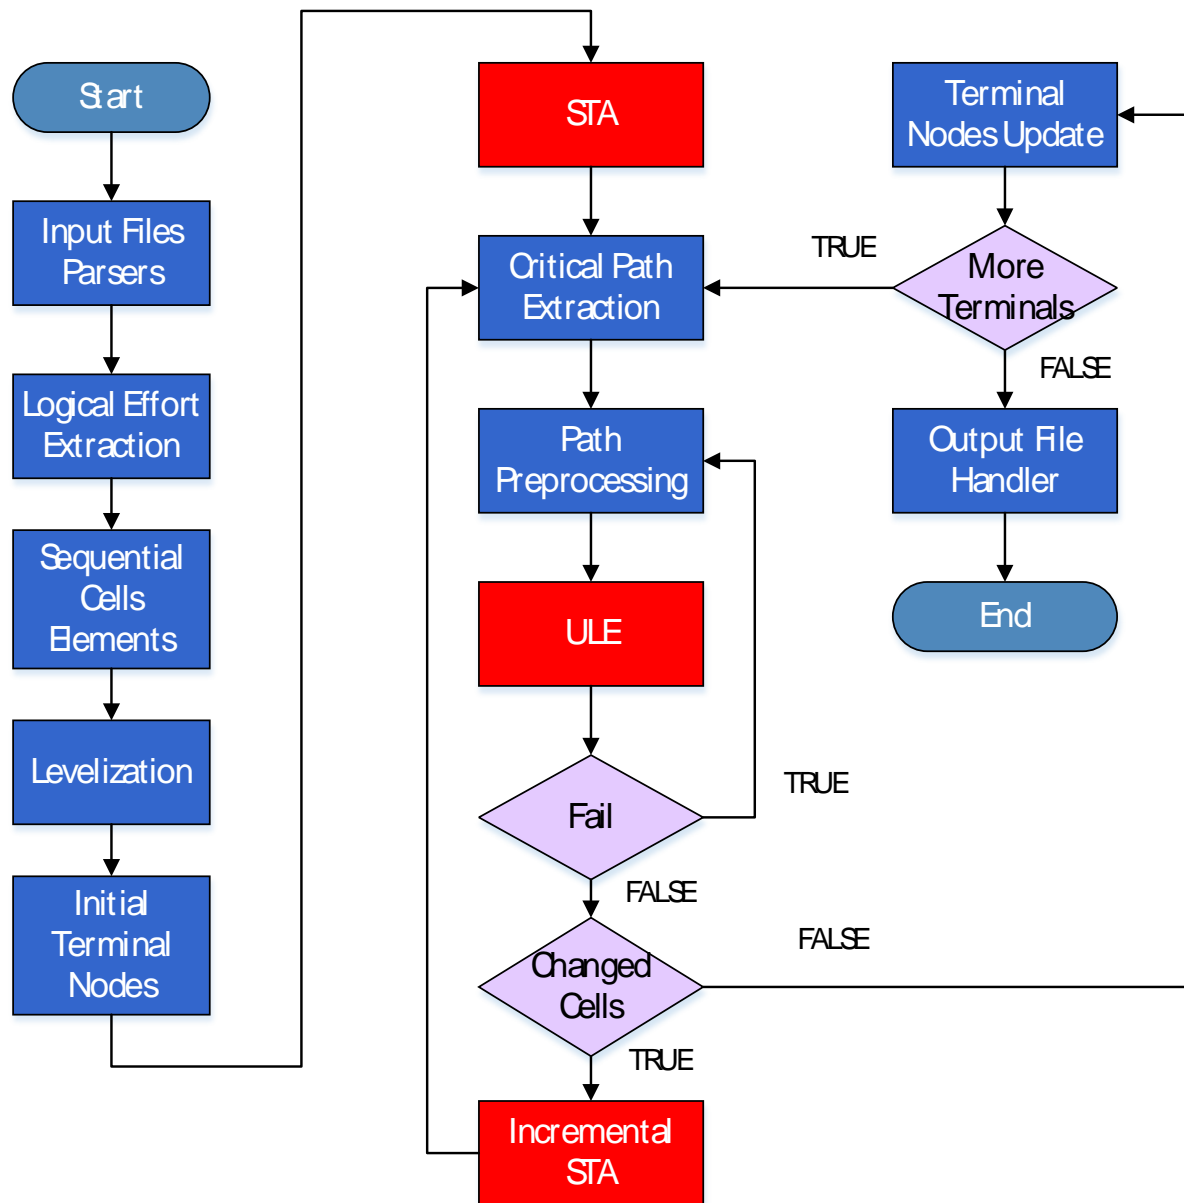 Start
Input Files
Parsers
Logical Effort
Extraction
Sequential
Cells
Elements
Levelization
Initial
Terminal
Nodes
STA
Critical Path
Extraction
Path
Preprocessing
ULE
Fail
TRUE
FALSE
Changed
Cells
FALSE
TRUE
Incremental
STA
Terminal
Nodes Update
More
Terminals
TRUE
FALSE
Output File
Handler
End